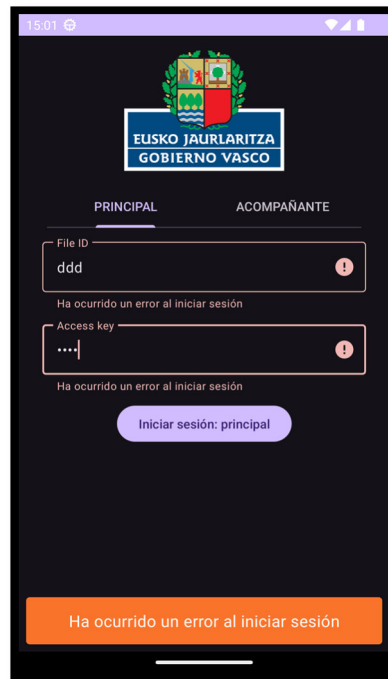 15:01
EUSKO JAURLARITZA
GOBIERNO VASCO
PRINCIPAL ACOMPAÑANTE
File ID
ddd
Ha ocurrido un error al iniciar sesión
Access key
••••
Ha ocurrido un error al iniciar sesión
Iniciar sesión: principal
Ha ocurrido un error al iniciar sesión